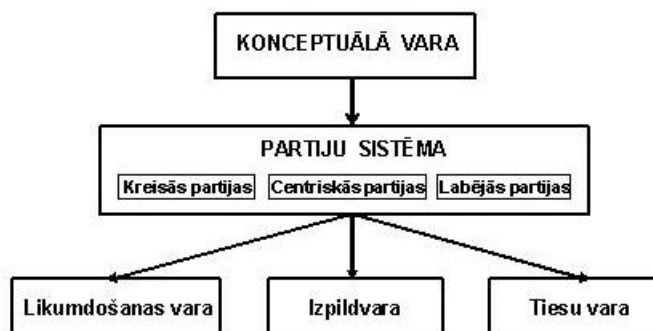 KONCEPTUĀLĀ VARA
PARTIJU SISTĒMA
Kreisās partijas Centriskās partijas Labējās partijas
Likumdošanas vara Izpildvara Tiesu vara